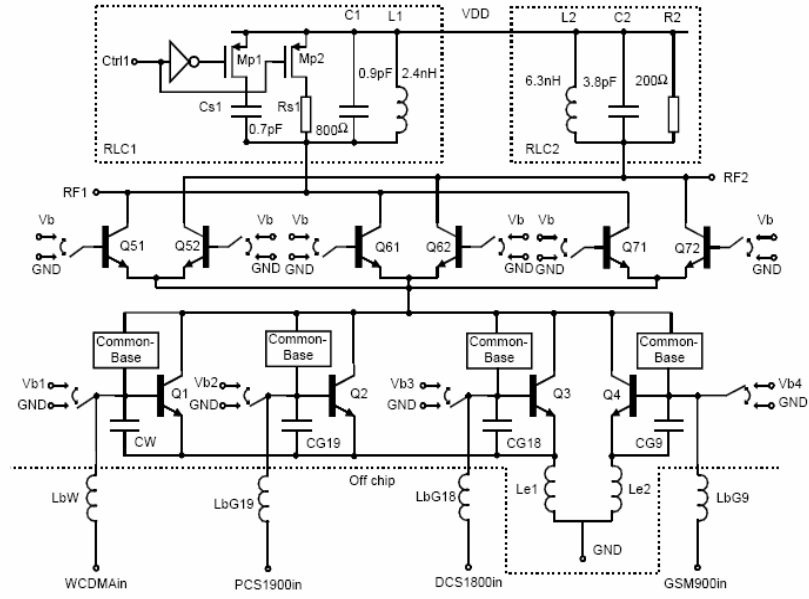 C1 L1 VDD L2 C2 R2
Ctrl1
Mp1
Mp2
0.9pF
2.4nH
6.3nH
3.8pF
200Ω
Cs1
Rs1
0.7pF
800Ω
RLC1
RLC2
RF1
RF2
Vb
Vb
Vb
Vb
Vb
Vb
Q51
Q52
Q61
Q62
Q71
Q72
GND
GND
GND
GND
GND
GND
Common-
Base
Common-
Base
Common-
Base
Common-
Base
Vb1
GND
Q1
Vb2
GND
Q2
Vb3
GND
Q3
Q4
Vb4
GND
CW
CG19
CG18
CG9
Off chip
LbW
LbG19
LbG18
Le1
Le2
LbG9
GND
WCDMAin
PCS1900in
DCS1800in
GSM900in